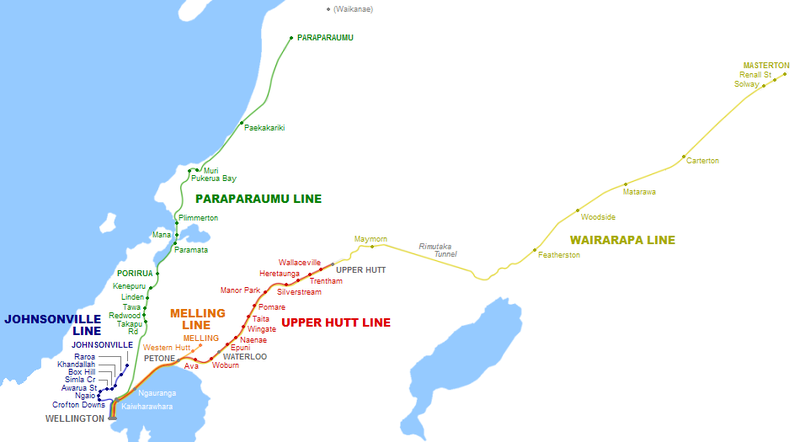 (Waikanae)
PARAPARAUMU
MASTERTON
Renall St
Solway
Paekakariki
Carterton
Muri
Pukerua Bay
Matarawa
PARAPARAUMU LINE
Woodside
Plimmerton
Mana
Maymorn
WAIRARAPA LINE
Paramata
Rimutaka
Tunnel
Featherston
Wallaceville
UPPER HUTT
PORIRUA
Heretaunga
Trentham
Kenepuru
Manor Park
Silverstream
Linden
Tawa
Pomare
Redwood
MELLING
LINE
Taita
JOHNSONVILLE
LINE
Takapu
Rd
UPPER HUTT LINE
Wingate
MELLING
Naenae
JOHNSONVILLE
Western Hutt
Epuni
Raroa
PETONE
WATERLOO
Khandallah
Ava
Woburn
Box Hill
Simla Cr
Awarua St
Ngaio
Ngauranga
Crofton Downs
Kaiwharawhara
WELLINGTON